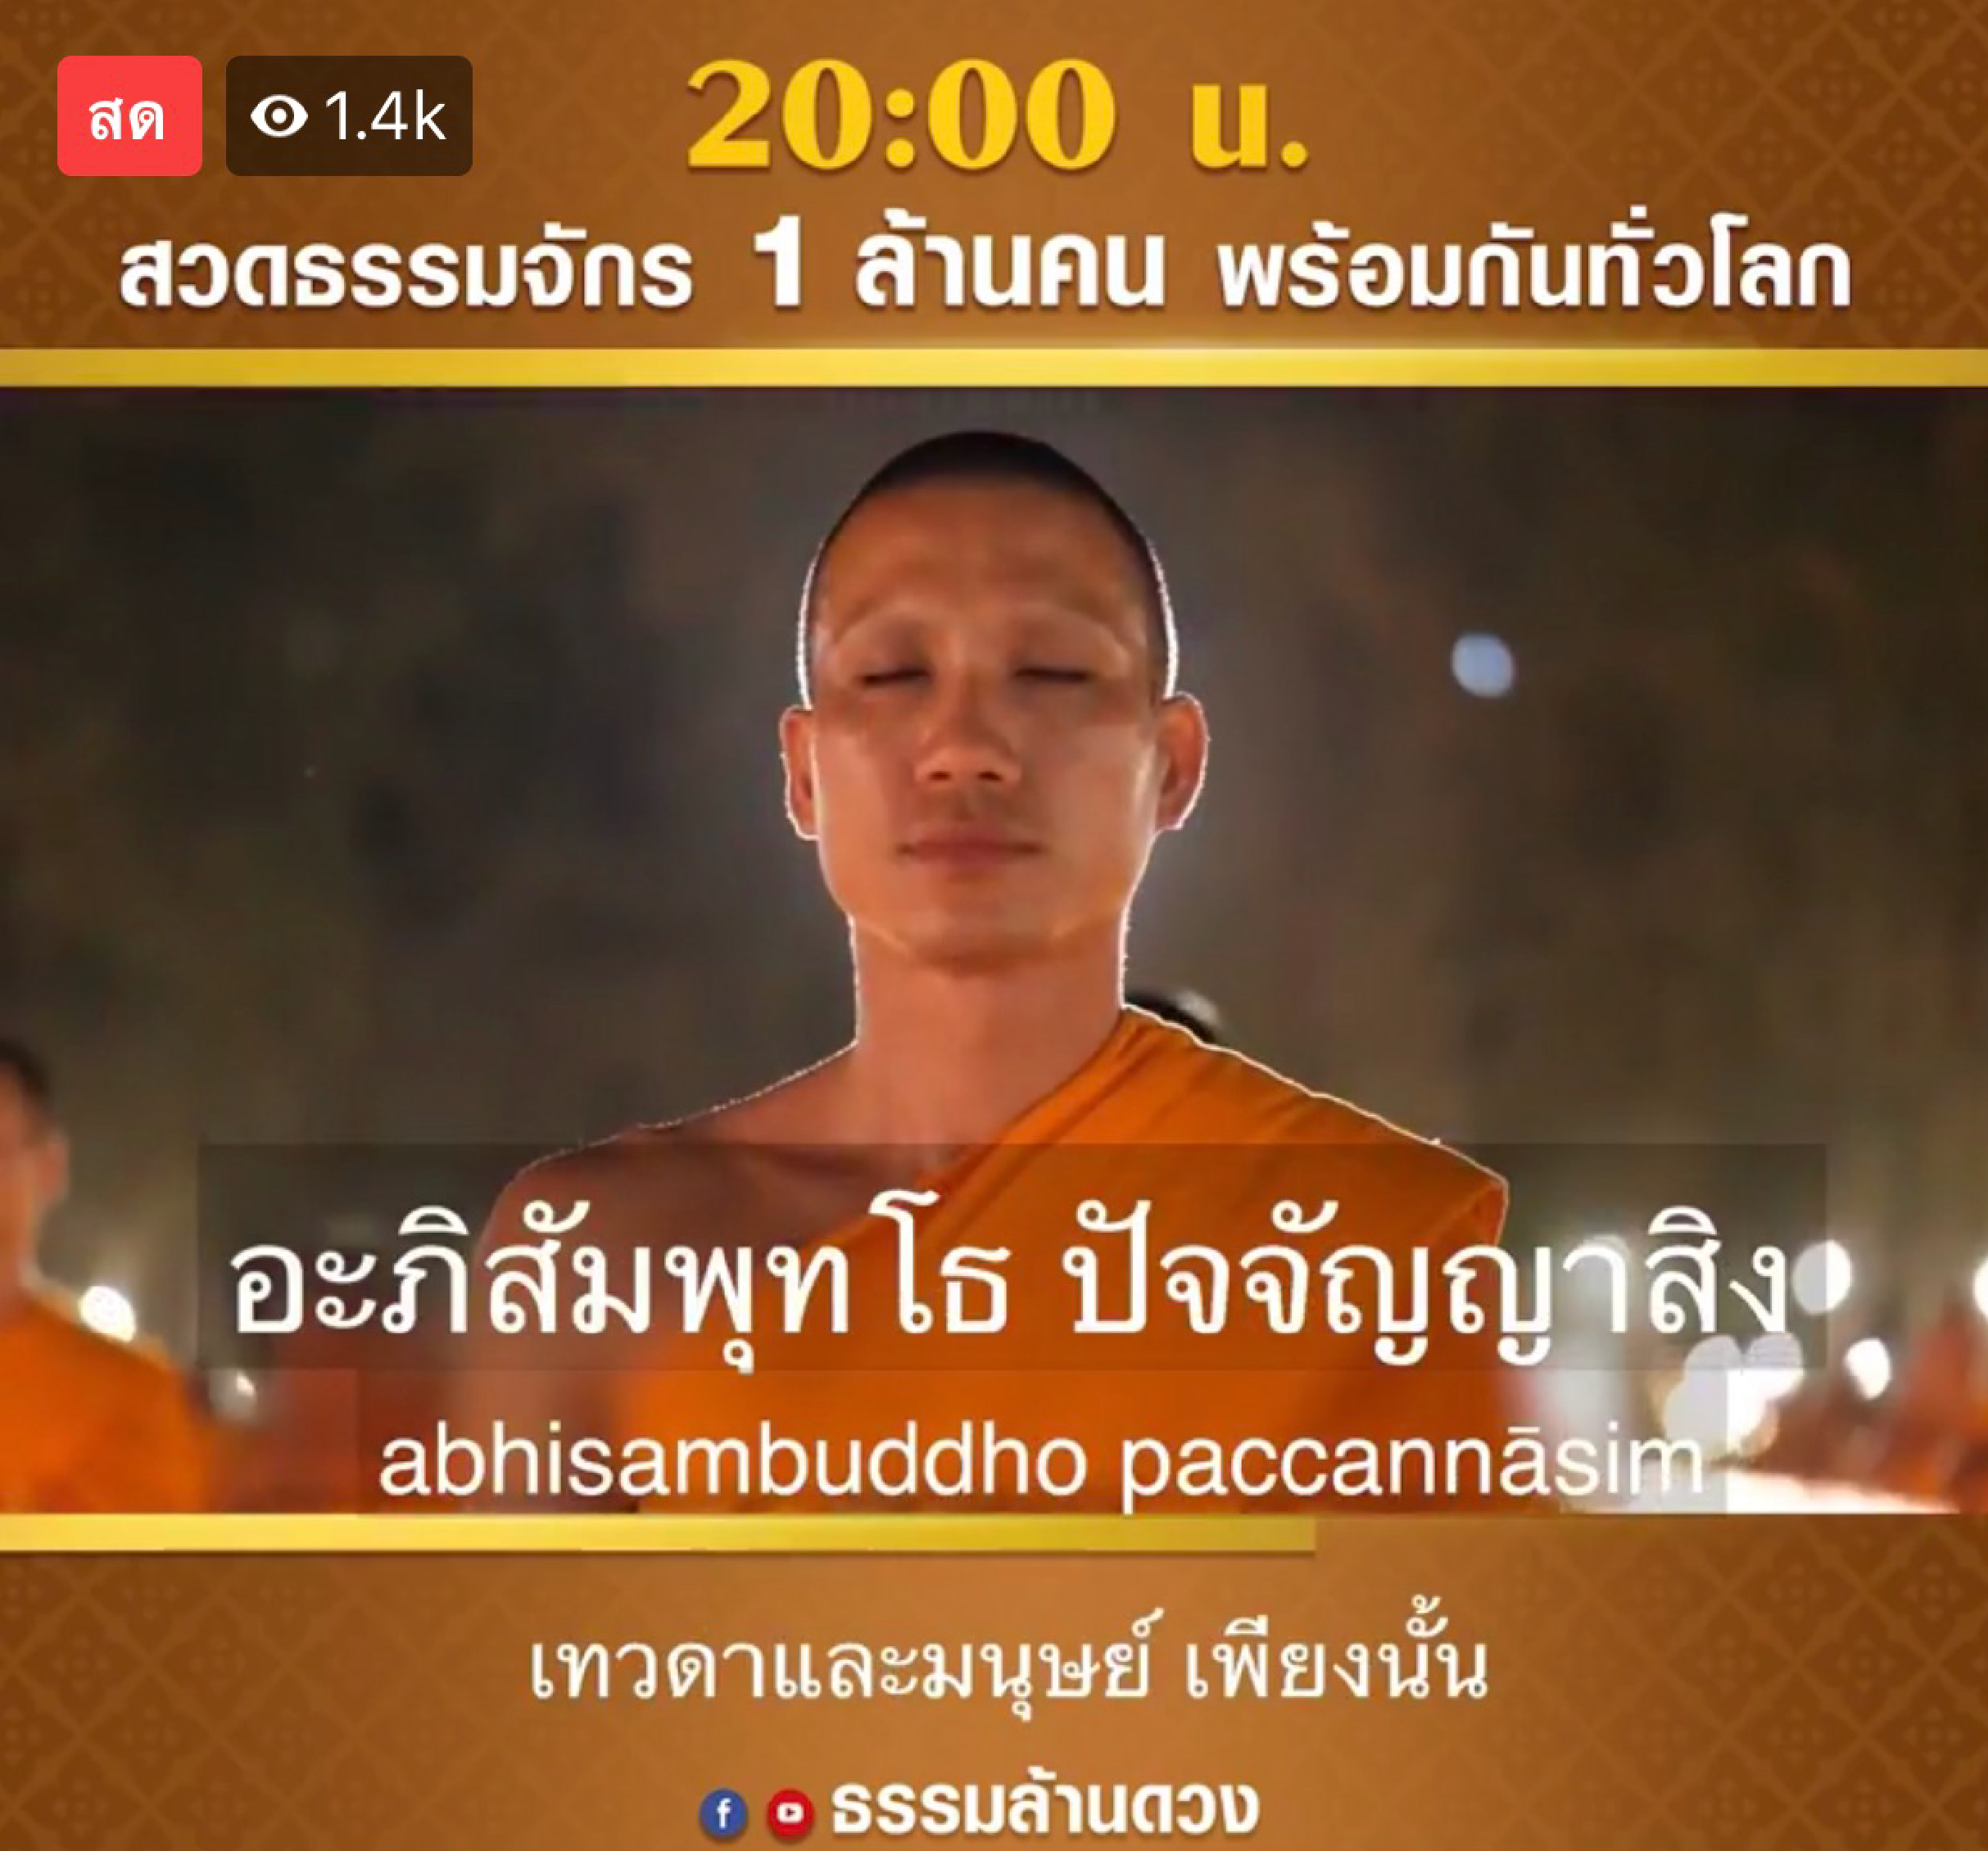 สด 1.4k
20:00 น.
สวดธรรมจักร 1 ล้านคน พร้อมกันทั่วโลก
อะภิสัมพุทโธ ปัจจัญญาสิง
abhisambuddho paccannāsim
เทวดาและมนุษย์ เพียงนั้น
ธรรมล้านดวง